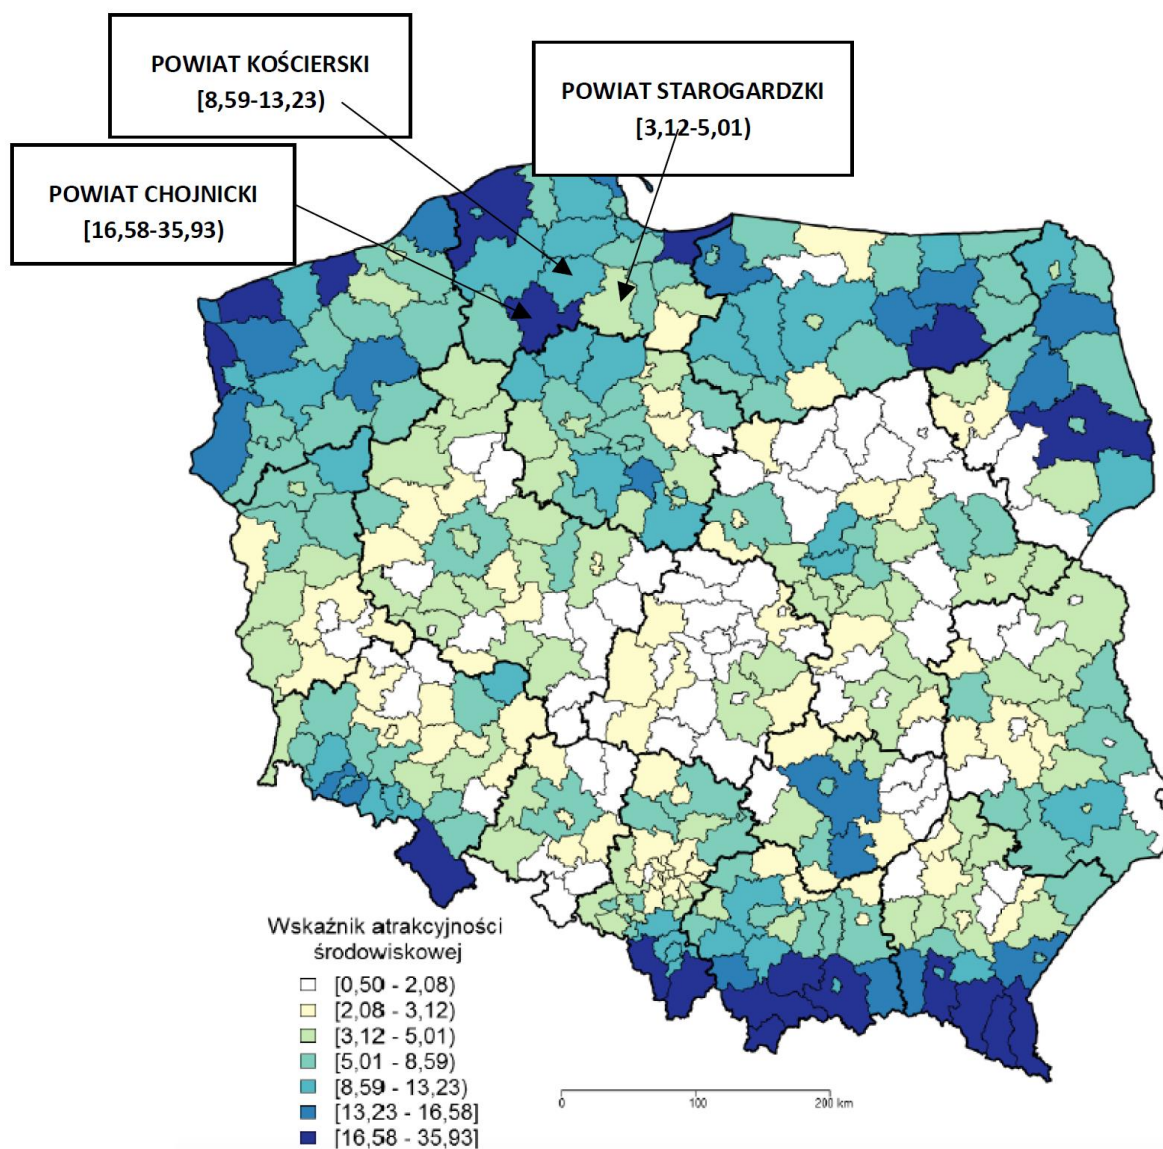 POWIAT KOŚCIERSKI
[8,59-13,23)
POWIAT STAROGARDZKI
[3,12-5,01)
POWIAT CHOJNICKI
[16,58-35,93)
Wskaźnik atrakcyjności
środowiskowej
[0,50 - 2,08)
[2,08 - 3,12)
[3,12 - 5,01)
[5,01 - 8,59)
[8,59 - 13,23)
[13,23 - 16,58]
[16,58 - 35,93]
0 100 200 km